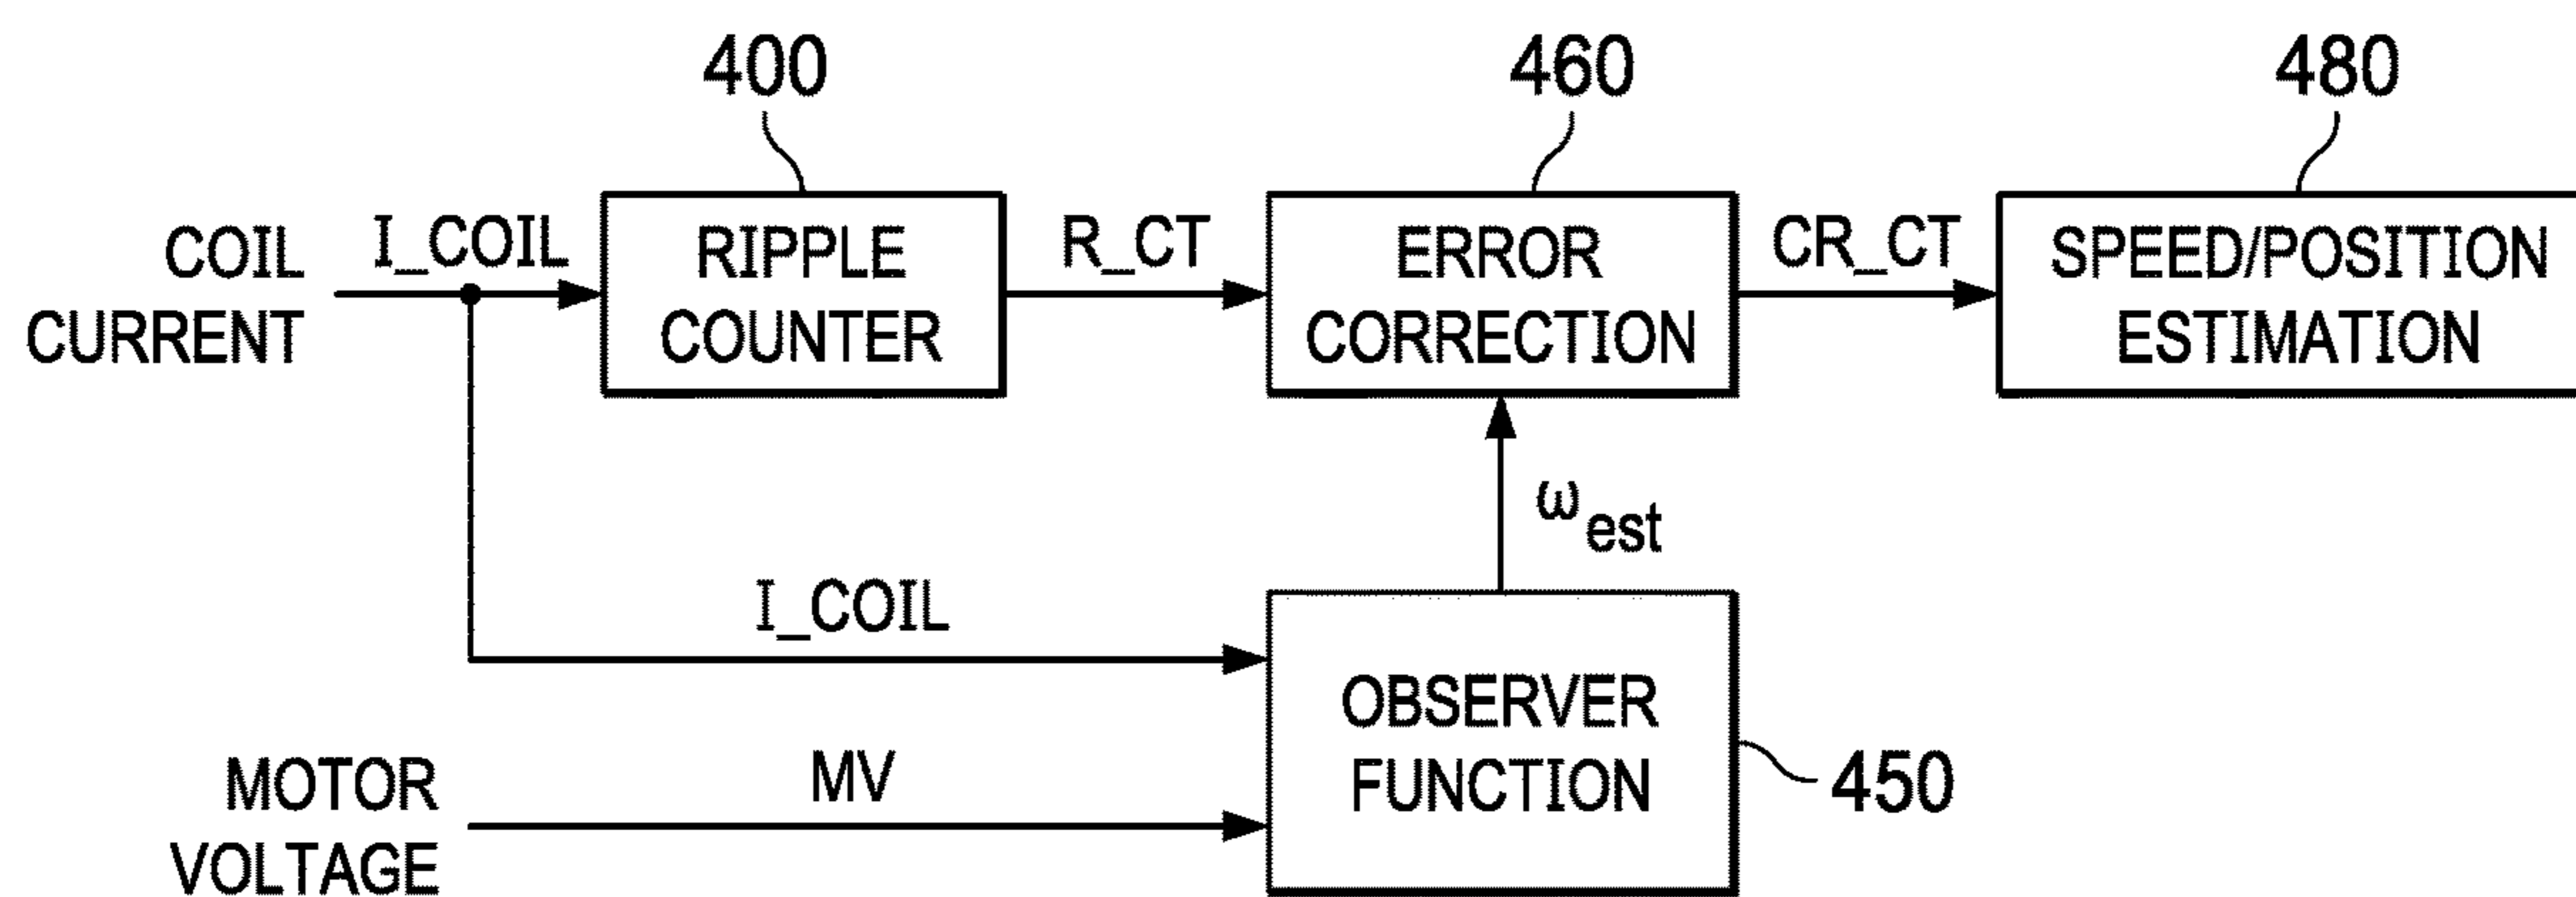 400
460
480
COIL
CURRENT
I_COIL
RIPPLE
COUNTER
R_CT
ERROR
CORRECTION
CR_CT
SPEED/POSITION
ESTIMATION
ωest
I_COIL
MOTOR
VOLTAGE
MV
OBSERVER
FUNCTION
450